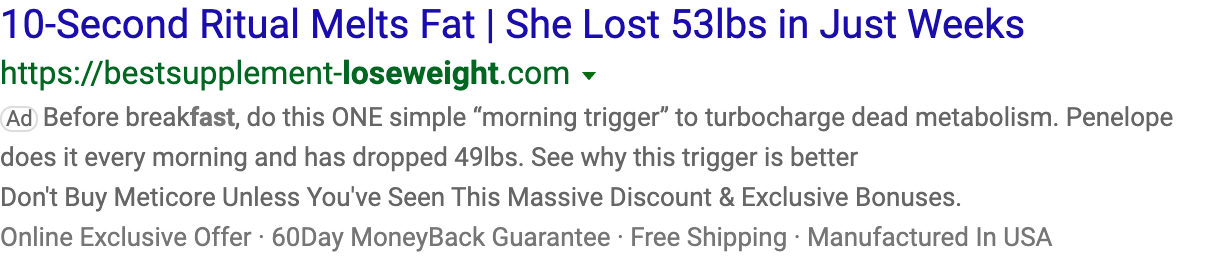 10-Second Ritual Melts Fat | She Lost 53lbs in Just Weeks
https://bestsupplement-loseweight.com
Ad Before breakfast, do this ONE simple “morning trigger” to turbocharge dead metabolism. Penelope
does it every morning and has dropped 49lbs. See why this trigger is better
Don't Buy Meticore Unless You've Seen This Massive Discount & Exclusive Bonuses.
Online Exclusive Offer · 60Day MoneyBack Guarantee · Free Shipping · Manufactured In USA